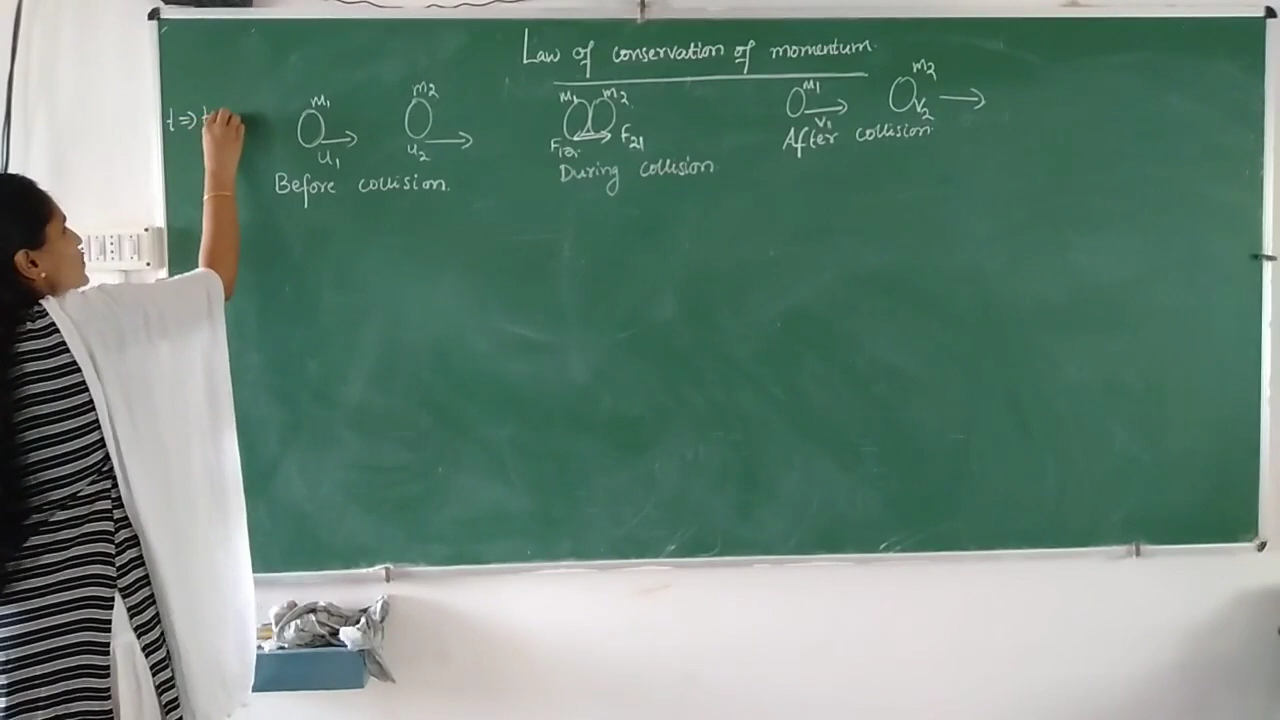 Law of conservation of momentum.
t => t
m1 m2
u1 u2
Before collision.
m1 m2
F12 F21
During collision.
m1 m2
v1 v2
After collision.